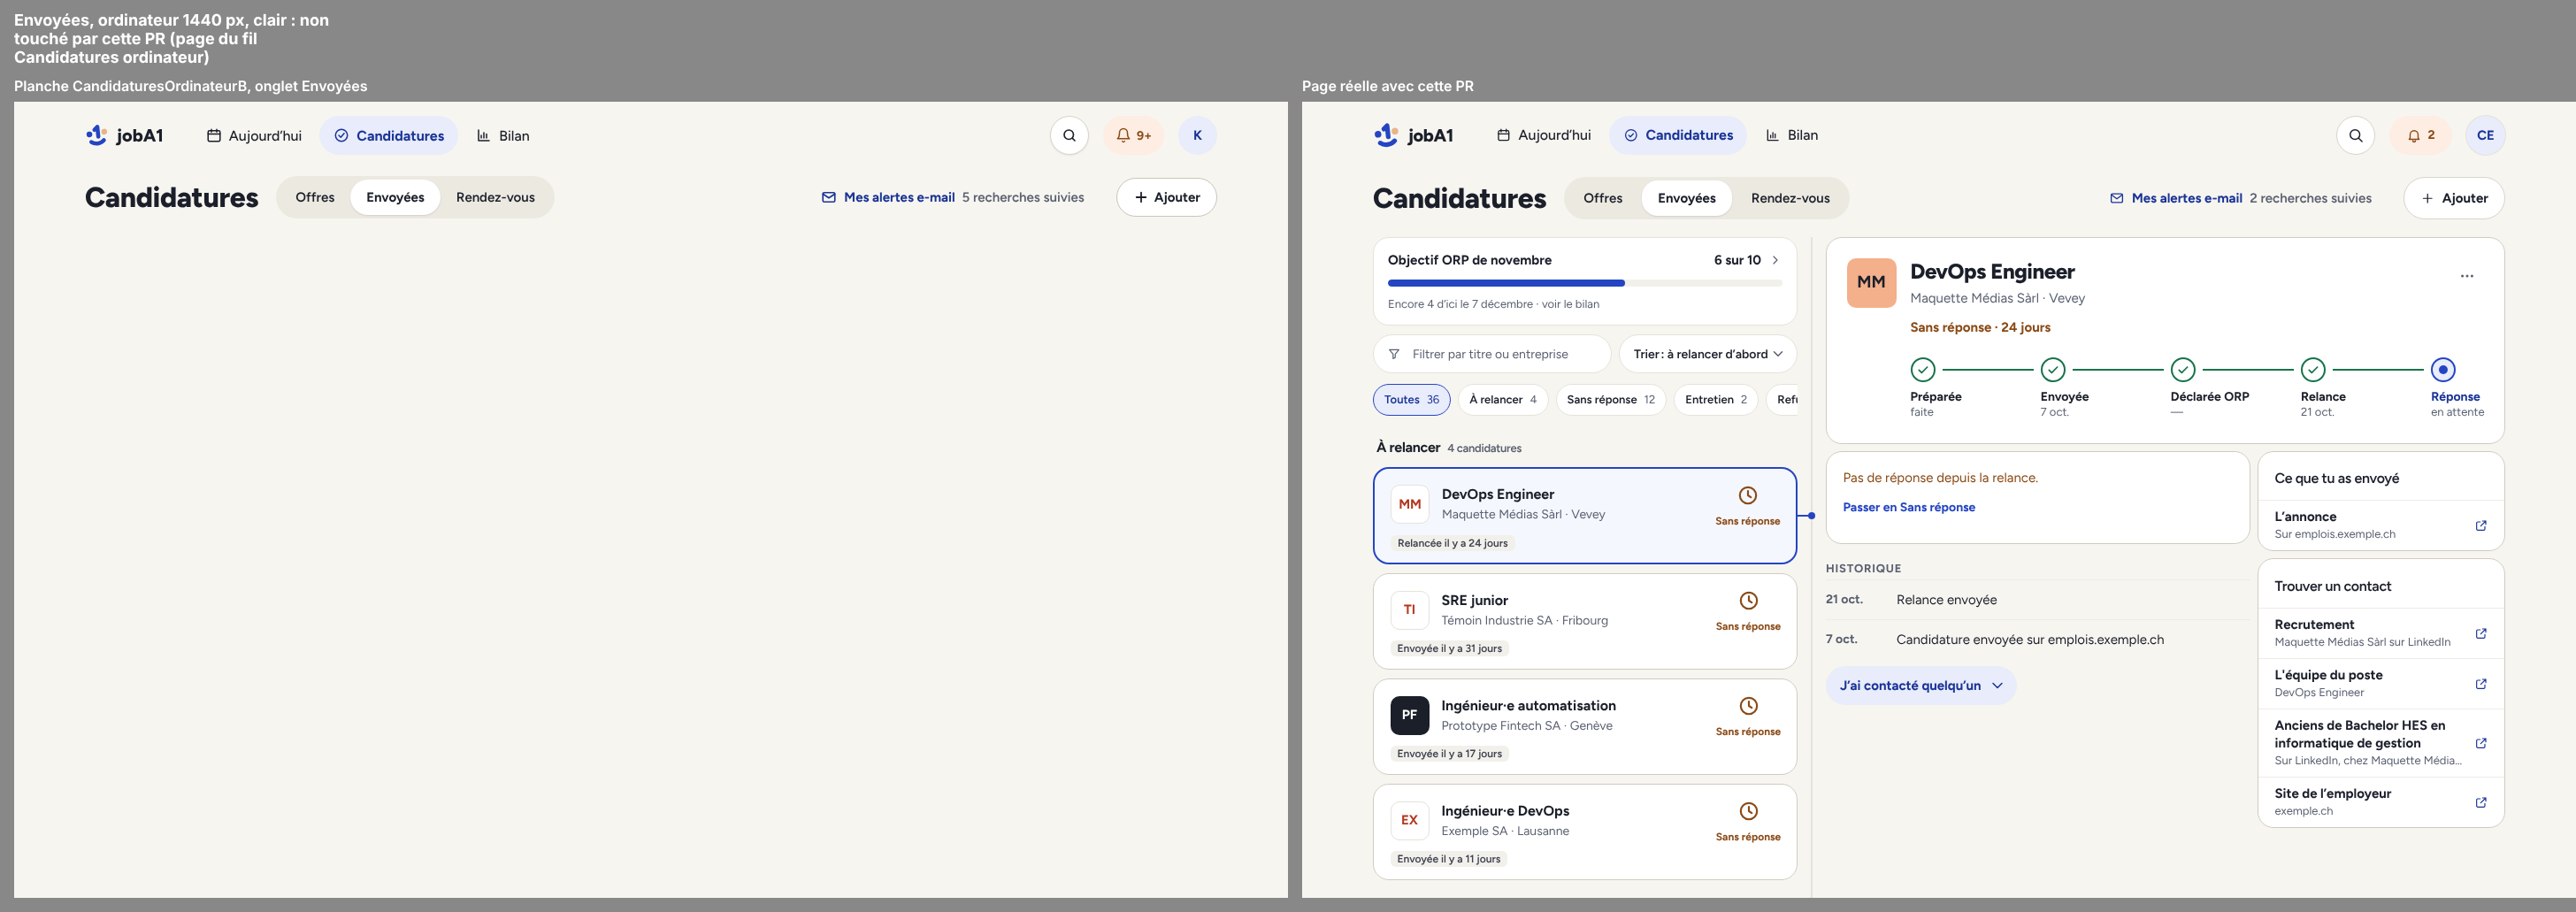 Envoyées, ordinateur 1440 px, clair : non
touché par cette PR (page du fil
Candidatures ordinateur)
Planche CandidaturesOrdinateurB, onglet Envoyées
jobA1
Aujourd’hui
Candidatures
Bilan
9+
K
Candidatures
Offres
Envoyées
Rendez-vous
Mes alertes e-mail 5 recherches suivies
Ajouter
Page réelle avec cette PR
jobA1
Aujourd’hui
Candidatures
Bilan
2
CE
Candidatures
Offres
Envoyées
Rendez-vous
Mes alertes e-mail 2 recherches suivies
Ajouter
Objectif ORP de novembre
6 sur 10
Encore 4 d’ici le 7 décembre · voir le bilan
Filtrer par titre ou entreprise
Trier : à relancer d’abord
Toutes 36
À relancer 4
Sans réponse 12
Entretien 2
Refu
À relancer 4 candidatures
MM
DevOps Engineer
Maquette Médias Sàrl · Vevey
Sans réponse
Relancée il y a 24 jours
TI
SRE junior
Témoin Industrie SA · Fribourg
Sans réponse
Envoyée il y a 31 jours
PF
Ingénieur·e automatisation
Prototype Fintech SA · Genève
Sans réponse
Envoyée il y a 17 jours
EX
Ingénieur·e DevOps
Exemple SA · Lausanne
Sans réponse
Envoyée il y a 11 jours
MM
DevOps Engineer
Maquette Médias Sàrl · Vevey
Sans réponse · 24 jours
Préparée
faite
Envoyée
7 oct.
Déclarée ORP
—
Relance
21 oct.
Réponse
en attente
Pas de réponse depuis la relance.
Passer en Sans réponse
HISTORIQUE
21 oct. Relance envoyée
7 oct. Candidature envoyée sur emplois.exemple.ch
J’ai contacté quelqu’un
Ce que tu as envoyé
L’annonce
Sur emplois.exemple.ch
Trouver un contact
Recrutement
Maquette Médias Sàrl sur LinkedIn
L'équipe du poste
DevOps Engineer
Anciens de Bachelor HES en
informatique de gestion
Sur LinkedIn, chez Maquette Média…
Site de l’employeur
exemple.ch